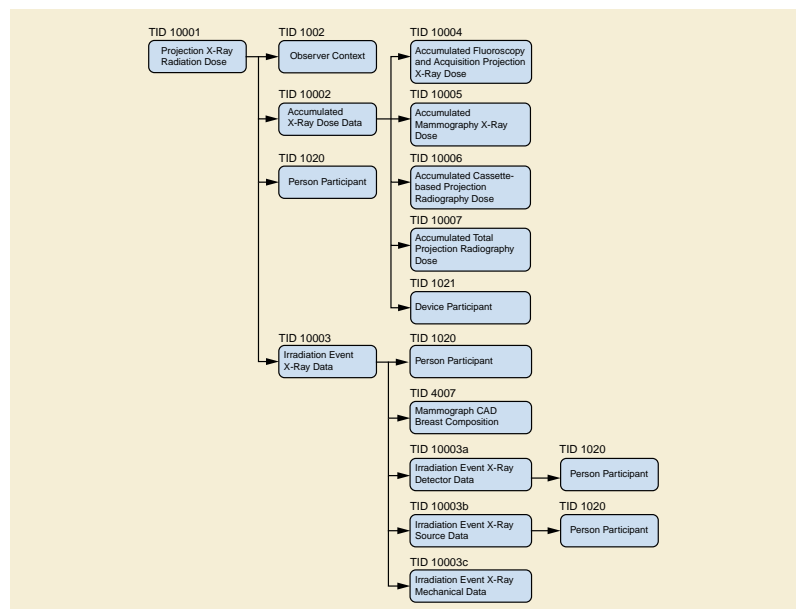 TID 10001
Projection X-Ray
Radiation Dose
TID 1002
Observer Context
TID 10002
Accumulated
X-Ray Dose Data
TID 1020
Person Participant
TID 10003
Irradiation Event
X-Ray Data
TID 10004
Accumulated Fluoroscopy
and Acquisition Projection
X-Ray Dose
TID 10005
Accumulated
Mammography X-Ray
Dose
TID 10006
Accumulated Cassette-
based Projection
Radiography Dose
TID 10007
Accumulated Total
Projection Radiography
Dose
TID 1021
Device Participant
TID 1020
Person Participant
TID 4007
Mammograph CAD
Breast Composition
TID 10003a
Irradiation Event X-Ray
Detector Data
TID 1020
Person Participant
TID 10003b
Irradiation Event X-Ray
Source Data
TID 1020
Person Participant
TID 10003c
Irradiation Event X-Ray
Mechanical Data